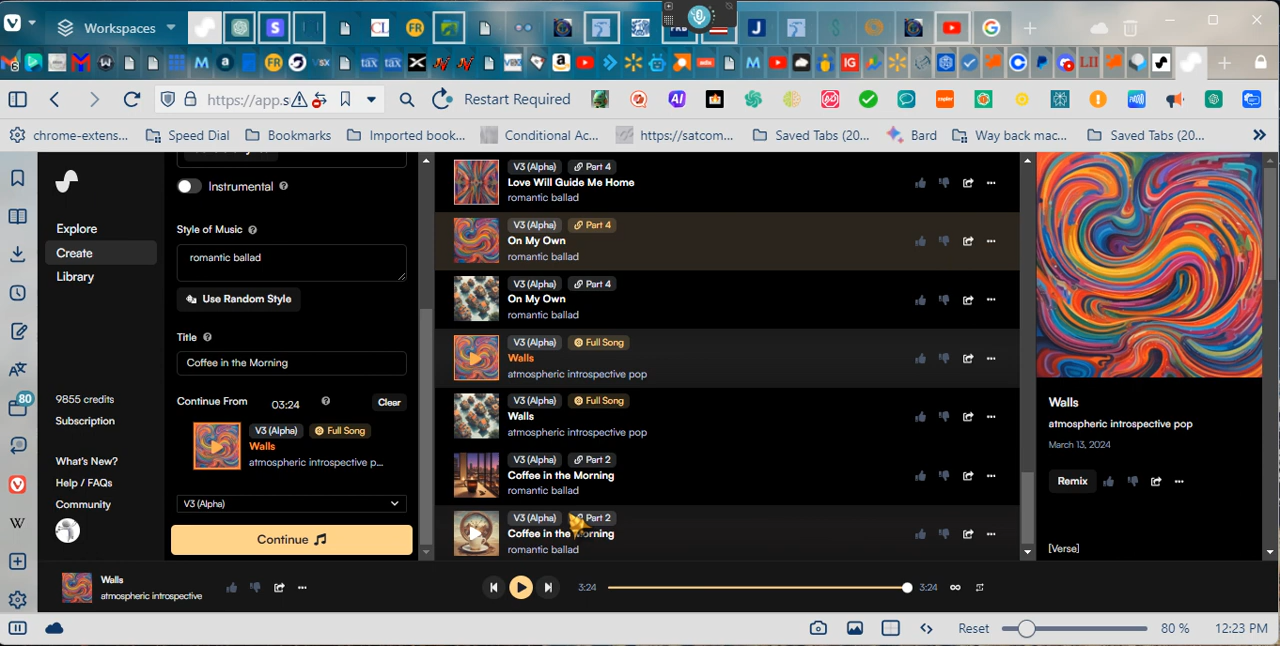 Workspaces
https://app.s
Restart Required
chrome-extens...
Speed Dial
Bookmarks
Imported book...
Conditional Ac...
https://satcom...
Saved Tabs (20...
Bard
Way back mac...
Saved Tabs (20...
80
W
Explore
Create
Library
9855 credits
Subscription
What's New?
Help / FAQs
Community
Instrumental
Style of Music
romantic ballad
Use Random Style
Title
Coffee in the Morning
Continue From
03:24
Clear
V3 (Alpha)
Full Song
Walls
atmospheric introspective p...
V3 (Alpha)
Continue
V3 (Alpha) Part 4
Love Will Guide Me Home
romantic ballad
V3 (Alpha) Part 4
On My Own
romantic ballad
V3 (Alpha) Part 4
On My Own
romantic ballad
V3 (Alpha) Full Song
Walls
atmospheric introspective pop
V3 (Alpha) Full Song
Walls
atmospheric introspective pop
V3 (Alpha) Part 2
Coffee in the Morning
romantic ballad
V3 (Alpha) Part 2
Coffee in the Morning
romantic ballad
Walls
atmospheric introspective pop
March 13, 2024
Remix
[Verse]
Walls
atmospheric introspective
3:24
3:24
Reset
80 %
12:23 PM